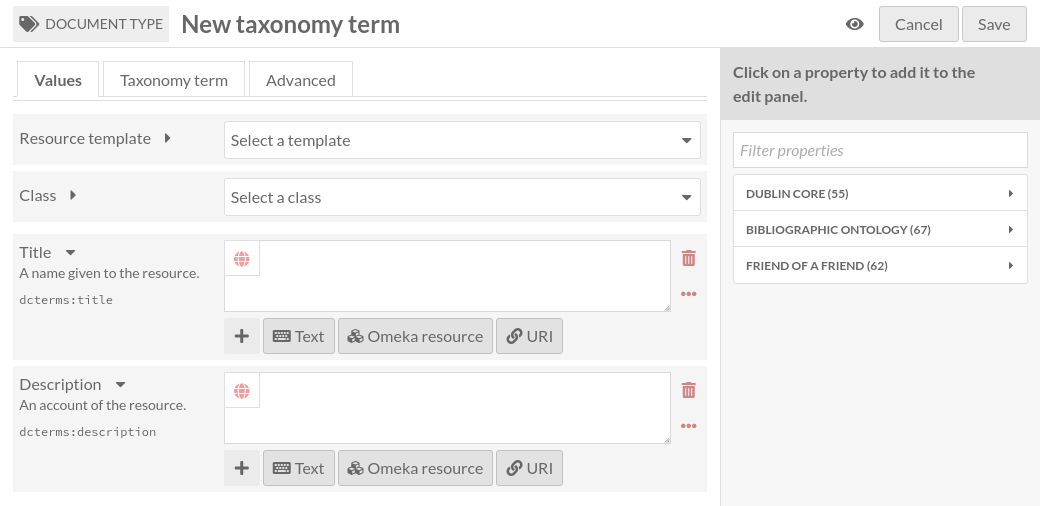 DOCUMENT TYPE New taxonomy term Cancel Save
Values Taxonomy term Advanced
Resource template Select a template
Class Select a class
Title
A name given to the resource.
dcterms:title
Text Omeka resource URI
Description
An account of the resource.
dcterms:description
Text Omeka resource URI
Click on a property to add it to the
edit panel.
Filter properties
DUBLIN CORE (55)
BIBLIOGRAPHIC ONTOLOGY (67)
FRIEND OF A FRIEND (62)